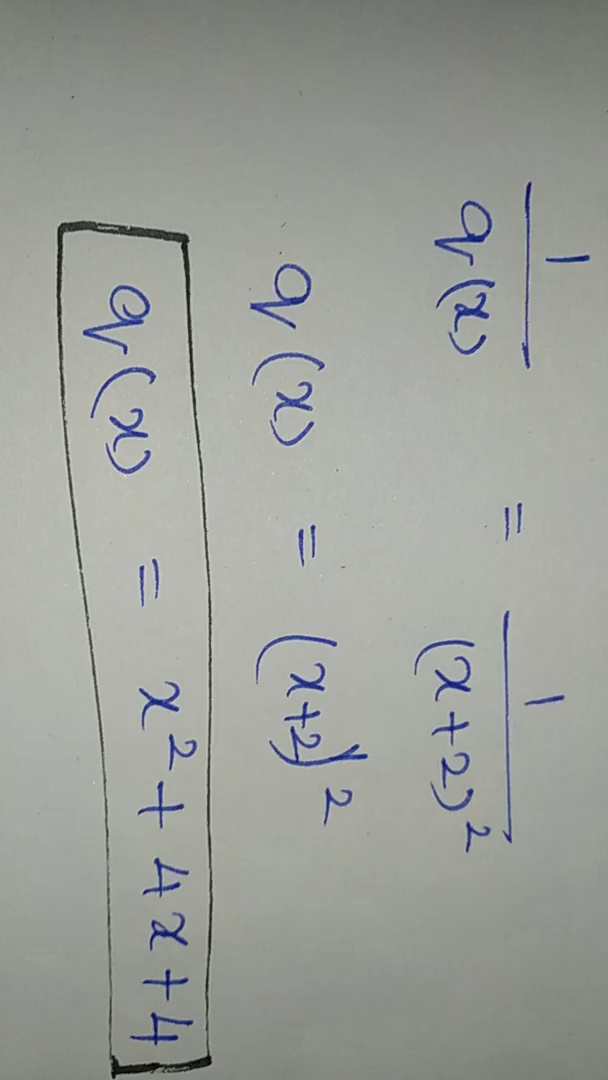 1/q(x) = 1/(x+2)²
q(x) = (x+2)²
q(x) = x² + 4x + 4